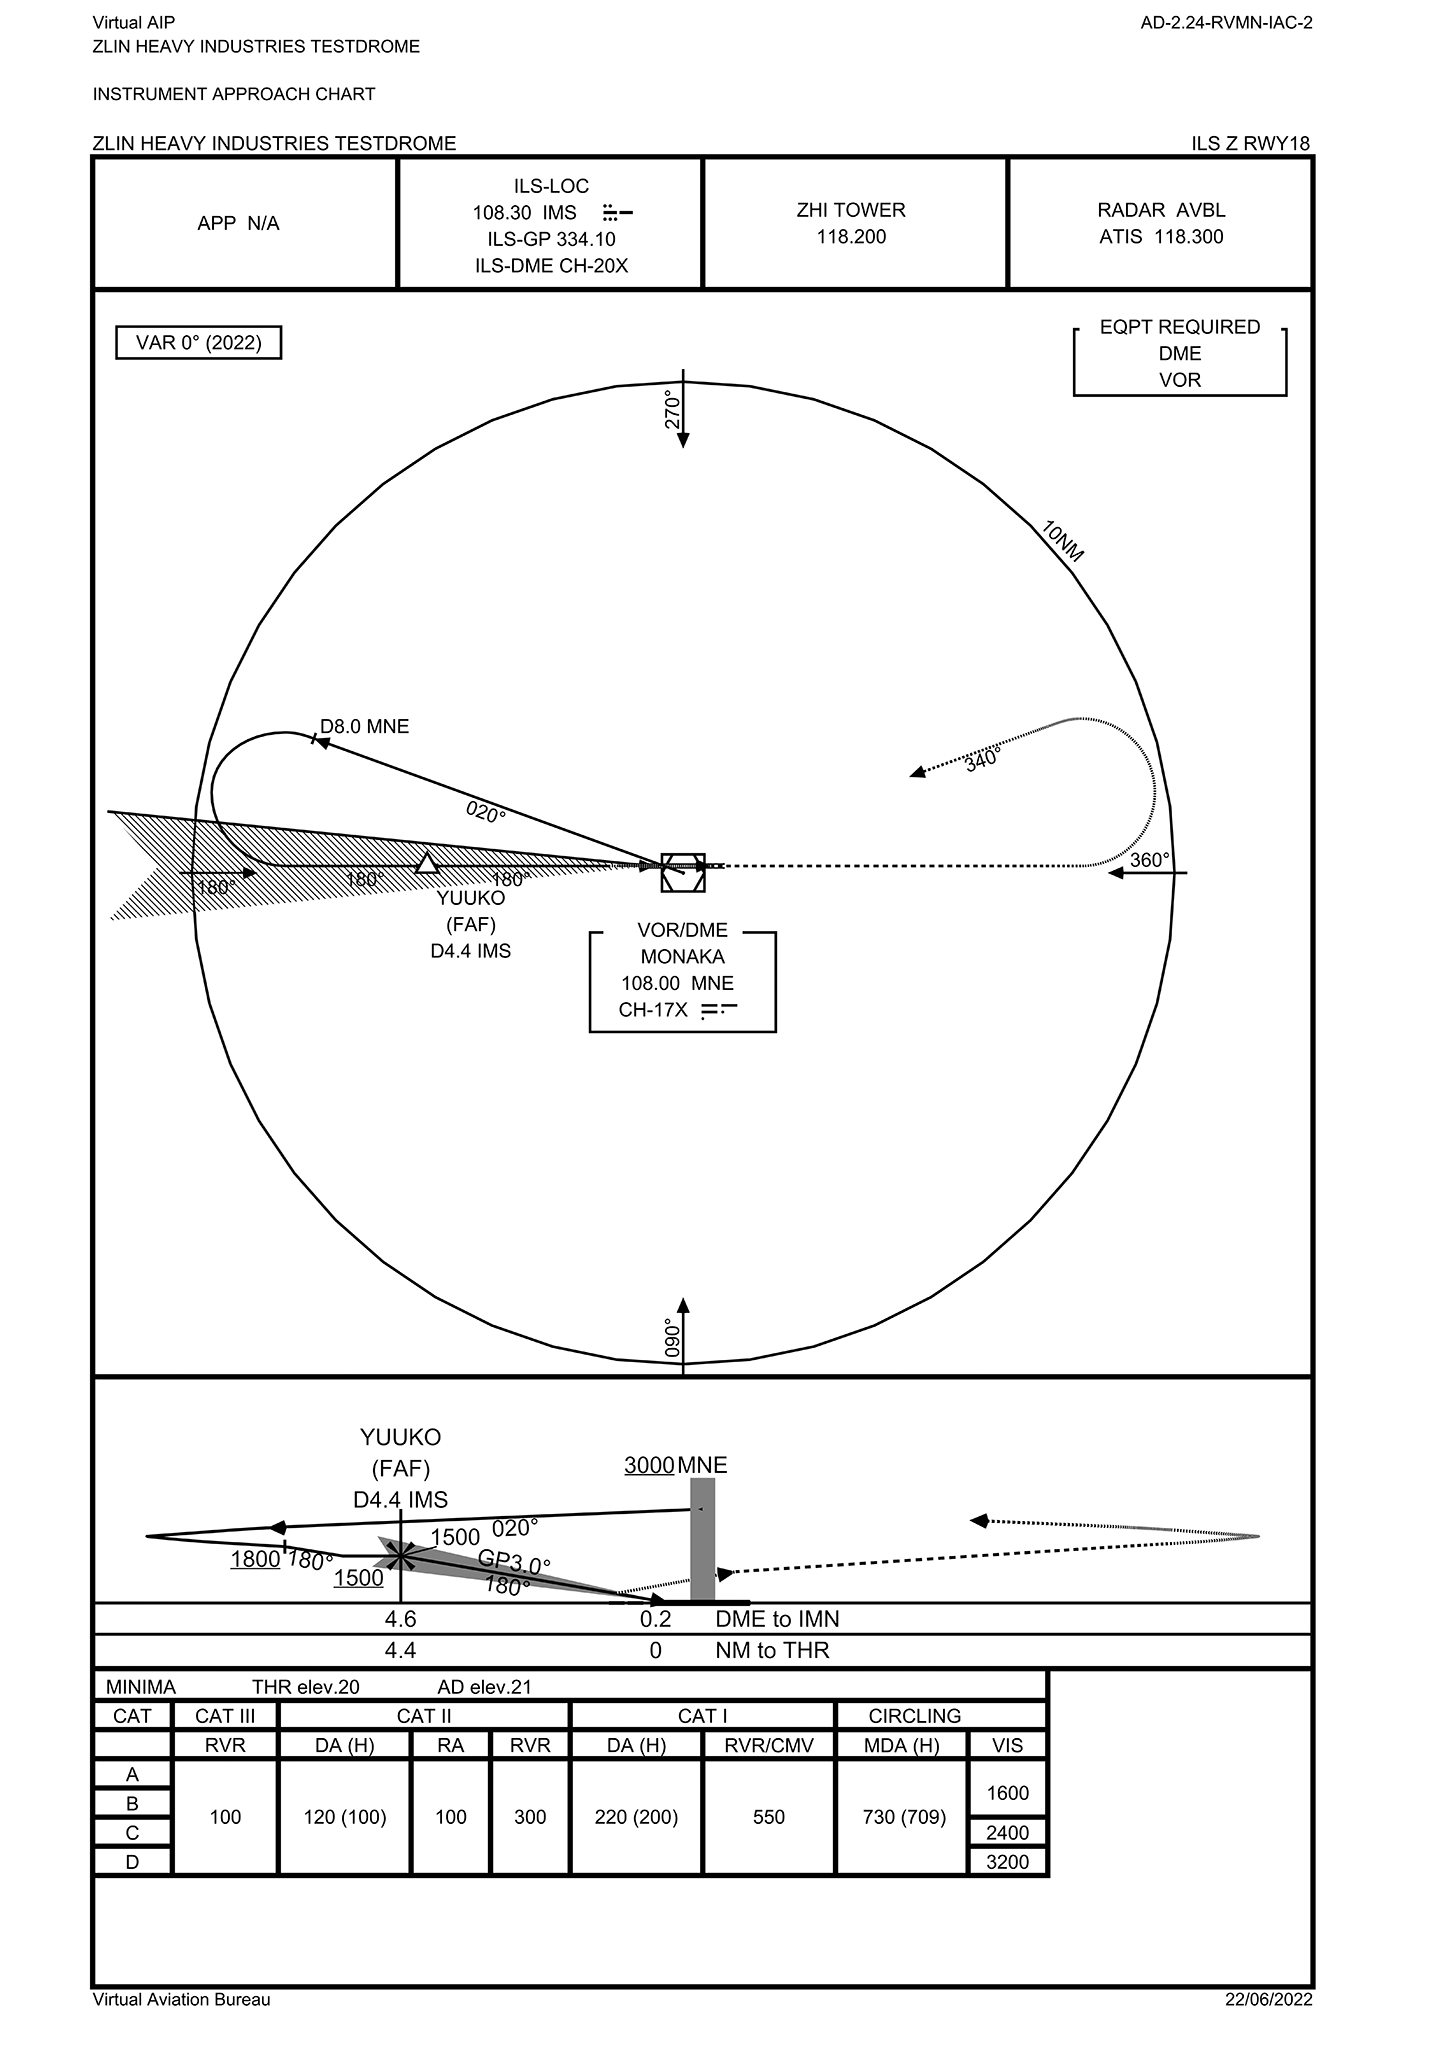 Virtual AIP
AD-2.24-RVMN-IAC-2
ZLIN HEAVY INDUSTRIES TESTDROME
INSTRUMENT APPROACH CHART
ZLIN HEAVY INDUSTRIES TESTDROME
ILS Z RWY18
APP N/A
ILS-LOC
108.30 IMS
ILS-GP 334.10
ILS-DME CH-20X
ZHI TOWER
118.200
RADAR AVBL
ATIS 118.300
VAR 0° (2022)
EQPT REQUIRED
DME
VOR
270°
10NM
D8.0 MNE
020°
340°
360°
180°
180°
180°
YUUKO
(FAF)
D4.4 IMS
VOR/DME
MONAKA
108.00 MNE
CH-17X
090°
YUUKO
(FAF)
D4.4 IMS
3000 MNE
020°
1500
1800
180°
1500
GP3.0°
180°
4.6 0.2 DME to IMN
4.4 0 NM to THR
MINIMA THR elev.20 AD elev.21
CAT CAT III CAT II CAT I CIRCLING
RVR DA (H) RA RVR DA (H) RVR/CMV MDA (H) VIS
A
B
C
D
100 120 (100) 100 300 220 (200) 550 730 (709)
1600
2400
3200
Virtual Aviation Bureau
22/06/2022